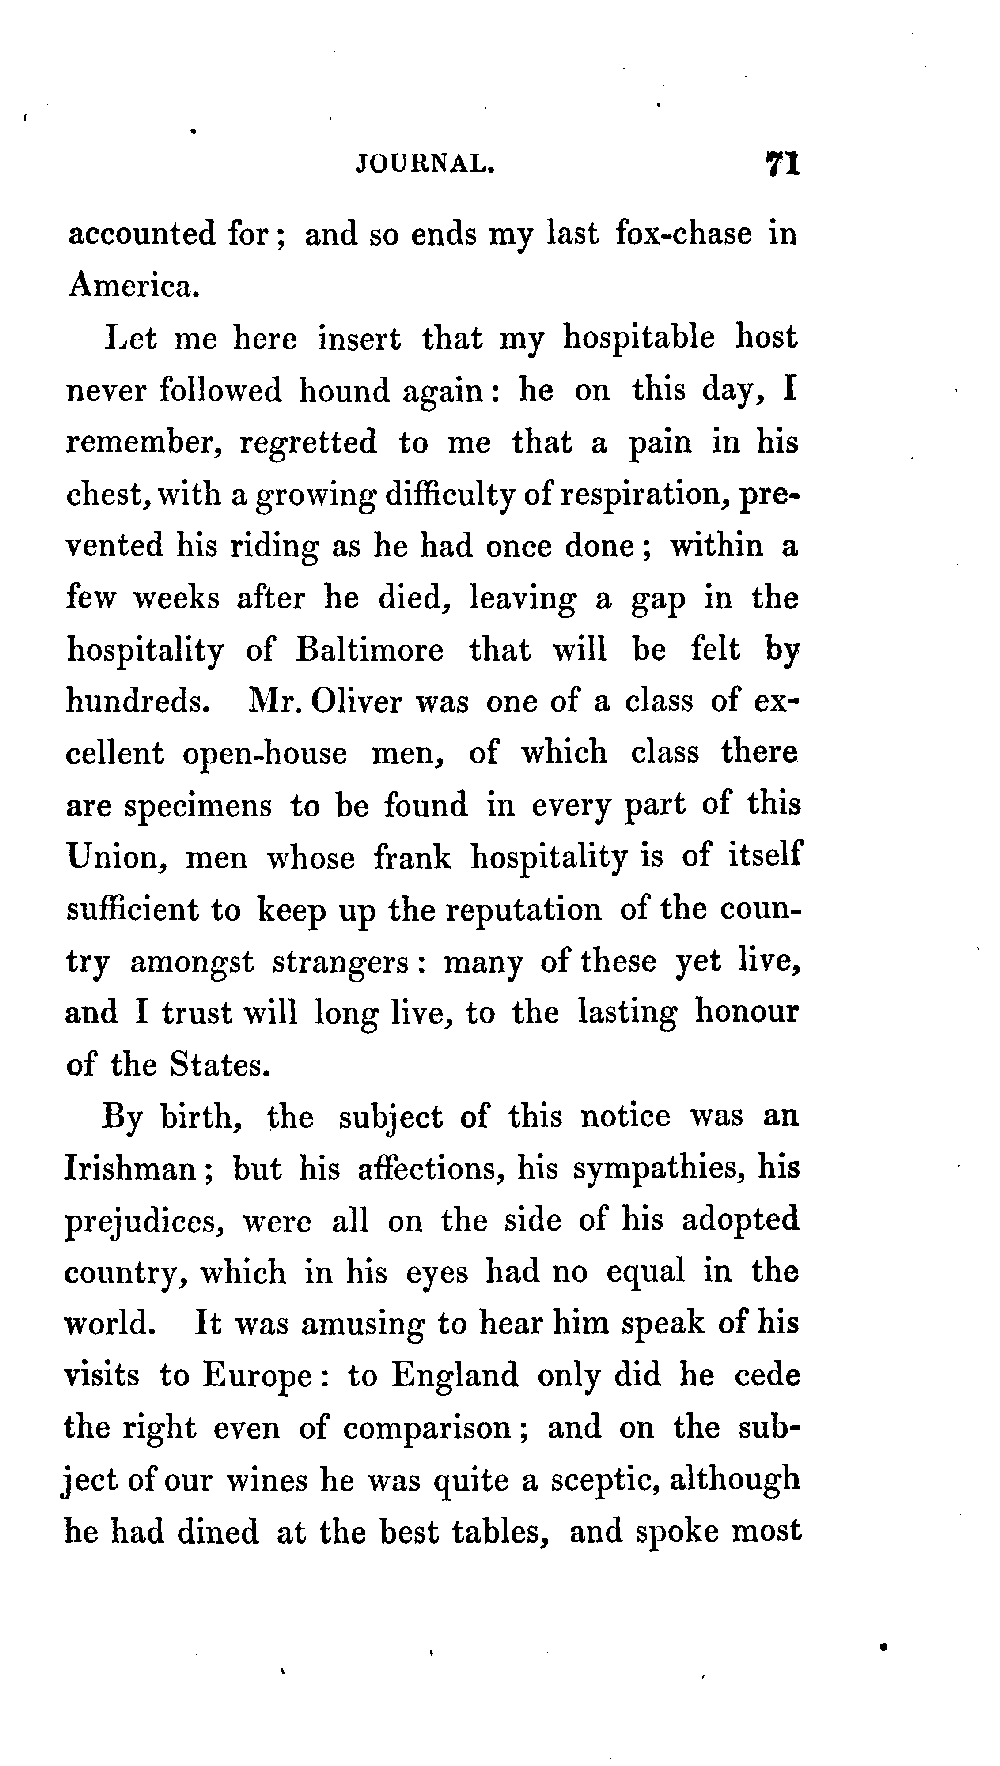 JOURNAL. 71
accounted for; and so ends my last fox-chase in
America.
Let me here insert that my hospitable host
never followed hound again: he on this day, I
remember, regretted to me that a pain in his
chest, with a growing difficulty of respiration, pre-
vented his riding as he had once done; within a
few weeks after he died, leaving a gap in the
hospitality of Baltimore that will be felt by
hundreds. Mr. Oliver was one of a class of ex-
cellent open-house men, of which class there
are specimens to be found in every part of this
Union, men whose frank hospitality is of itself
sufficient to keep up the reputation of the coun-
try amongst strangers: many of these yet live,
and I trust will long live, to the lasting honour
of the States.
By birth, the subject of this notice was an
Irishman; but his affections, his sympathies, his
prejudices, were all on the side of his adopted
country, which in his eyes had no equal in the
world. It was amusing to hear him speak of his
visits to Europe: to England only did he cede
the right even of comparison; and on the sub-
ject of our wines he was quite a sceptic, although
he had dined at the best tables, and spoke most